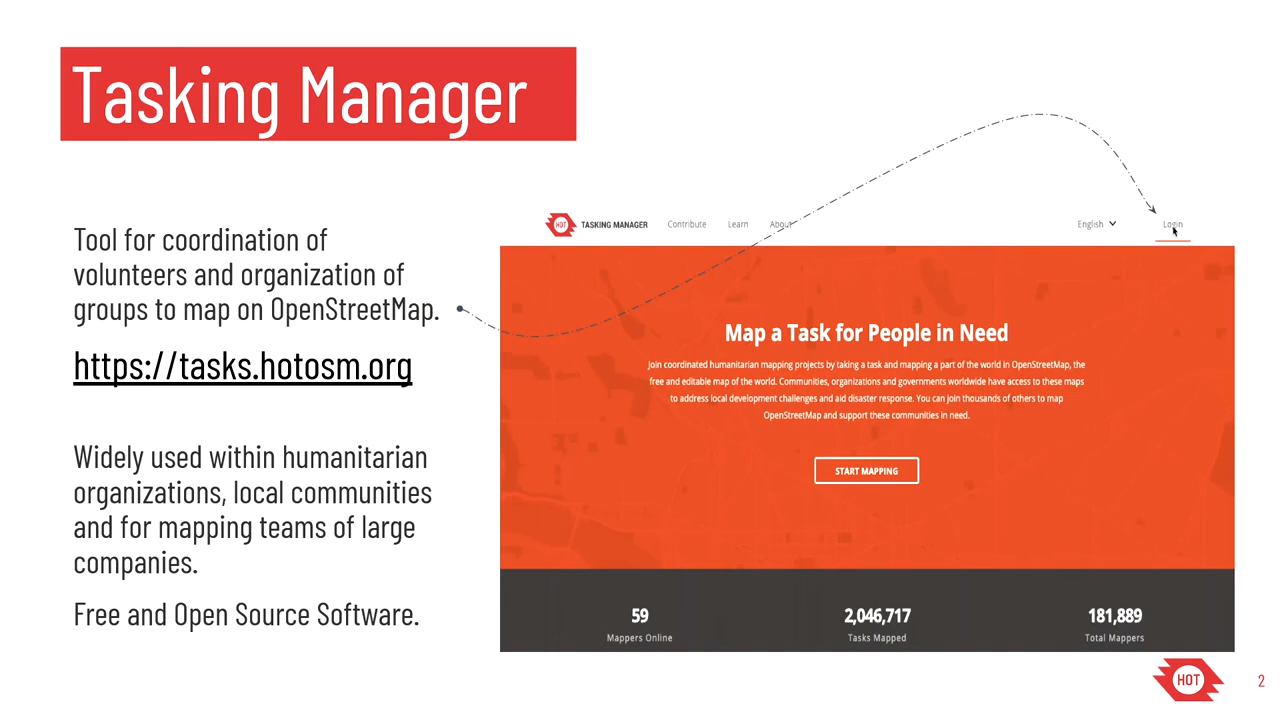 Tasking Manager
Tool for coordination of
volunteers and organization of
groups to map on OpenStreetMap.
https://tasks.hotosm.org
Widely used within humanitarian
organizations, local communities
and for mapping teams of large
companies.
Free and Open Source Software.
HOT TASKING MANAGER Contribute Learn About English Login
Map a Task for People in Need
Join coordinated humanitarian mapping projects by taking a task and mapping a part of the world in OpenStreetMap, the
free and editable map of the world. Communities, organizations and governments worldwide have access to these maps
to address local development challenges and aid disaster response. You can join thousands of others to map
OpenStreetMap and support these communities in need.
START MAPPING
59 2,046,717 181,889
Mappers Online Tasks Mapped Total Mappers
HOT 2